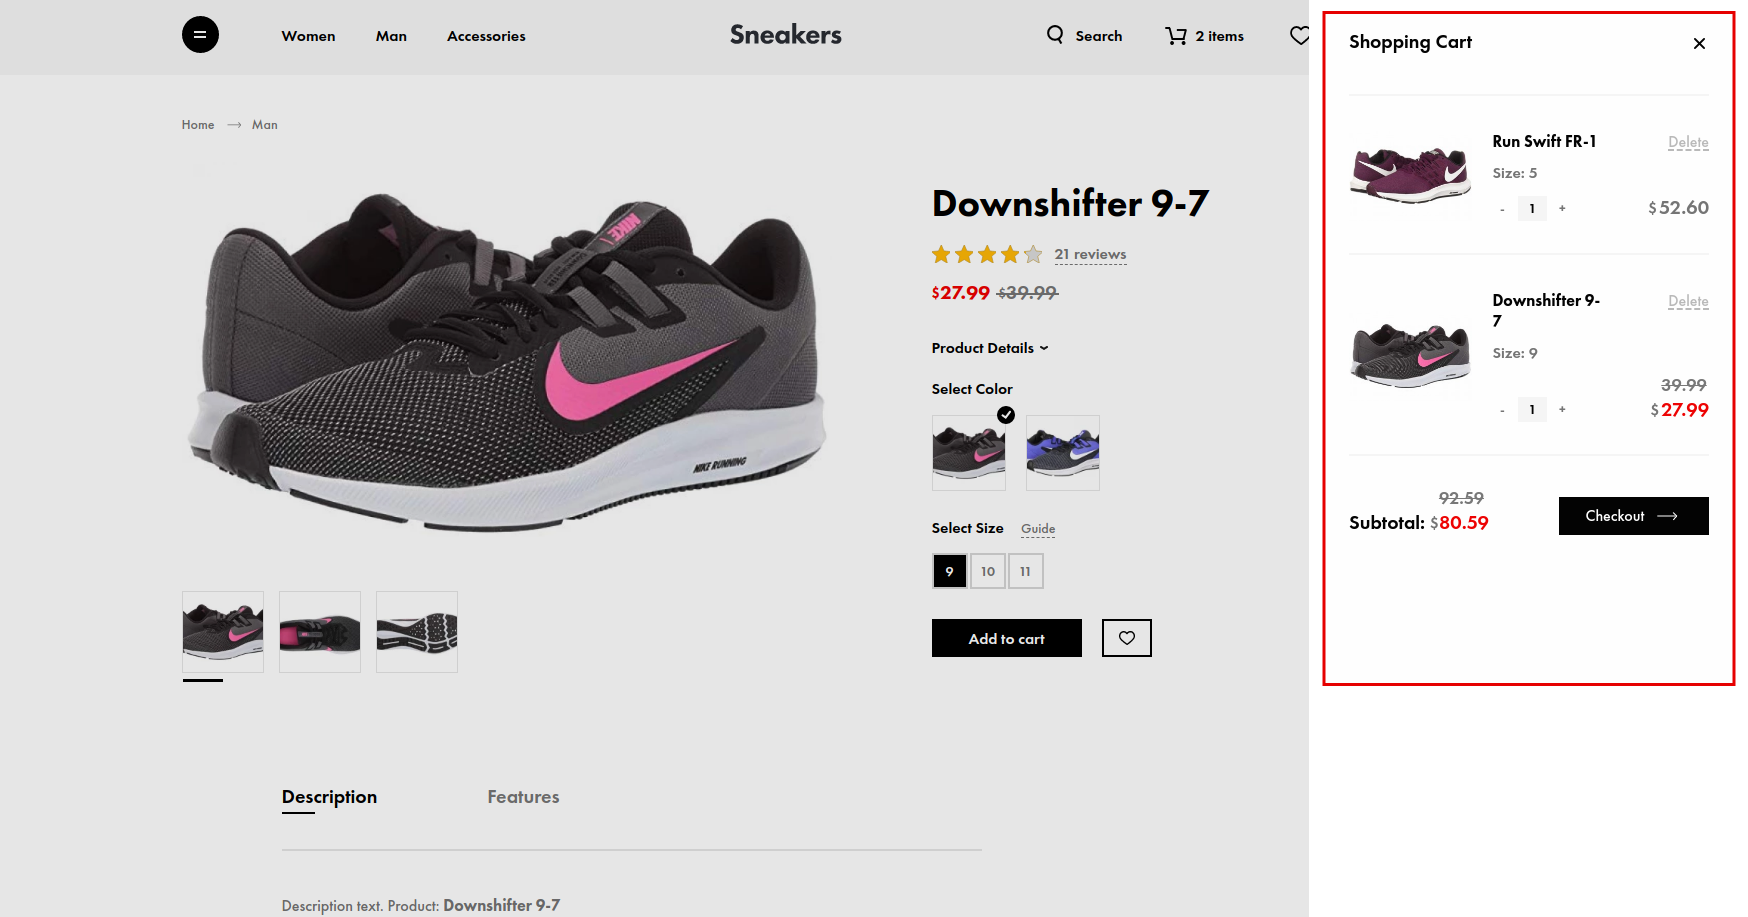 Women
Man
Accessories
Sneakers
Search
2 items
Home
Man
Downshifter 9-7
21 reviews
$27.99 $39.99
Product Details
Select Color
Select Size
Guide
9
10
11
Add to cart
NIKE
NIKE RUNNING
Description
Features
Description text. Product: Downshifter 9-7
Shopping Cart
Run Swift FR-1
Delete
Size: 5
- 1 +
$52.60
Downshifter 9-
7
Delete
Size: 9
39.99
- 1 +
$27.99
92.59
Subtotal: $80.59
Checkout